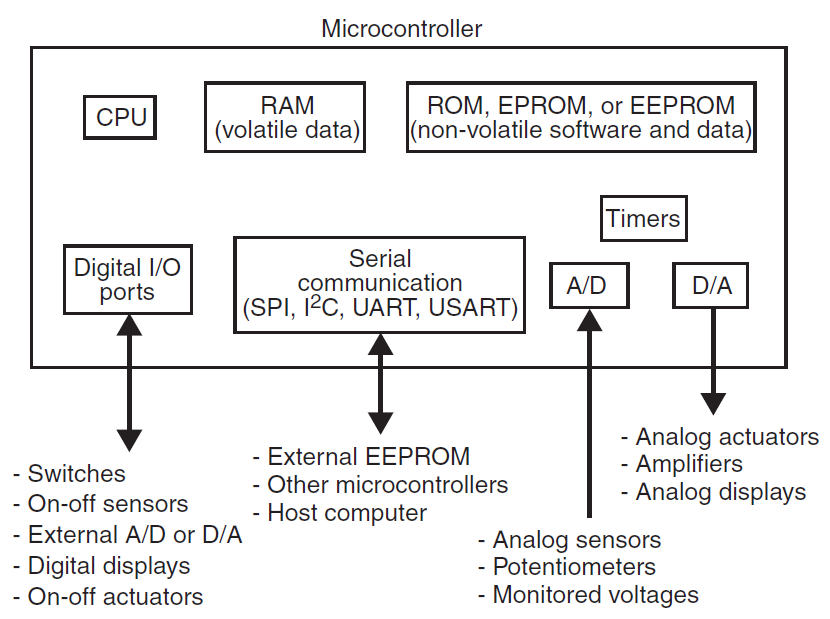 Microcontroller
CPU
RAM
(volatile data)
ROM, EPROM, or EEPROM
(non-volatile software and data)
Timers
Digital I/O
ports
Serial
communication
(SPI, I²C, UART, USART)
A/D
D/A
- Switches
- On-off sensors
- External A/D or D/A
- Digital displays
- On-off actuators
- External EEPROM
- Other microcontrollers
- Host computer
- Analog sensors
- Potentiometers
- Monitored voltages
- Analog actuators
- Amplifiers
- Analog displays